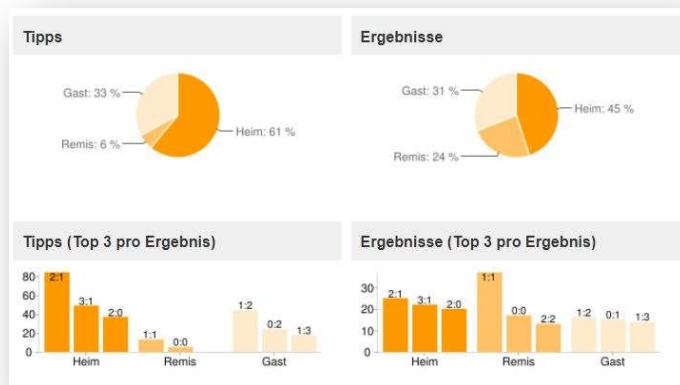 Tipps
Gast: 33 %
Heim: 61 %
Remis: 6 %
Ergebnisse
Gast: 31 %
Heim: 45 %
Remis: 24 %
Tipps (Top 3 pro Ergebnis)
80
60
40
20
0
2:1
3:1
2:0
1:1
0:0
1:2
0:2
1:3
Heim
Remis
Gast
Ergebnisse (Top 3 pro Ergebnis)
30
20
10
0
2:1
3:1
2:0
1:1
0:0
2:2
1:2
0:1
1:3
Heim
Remis
Gast